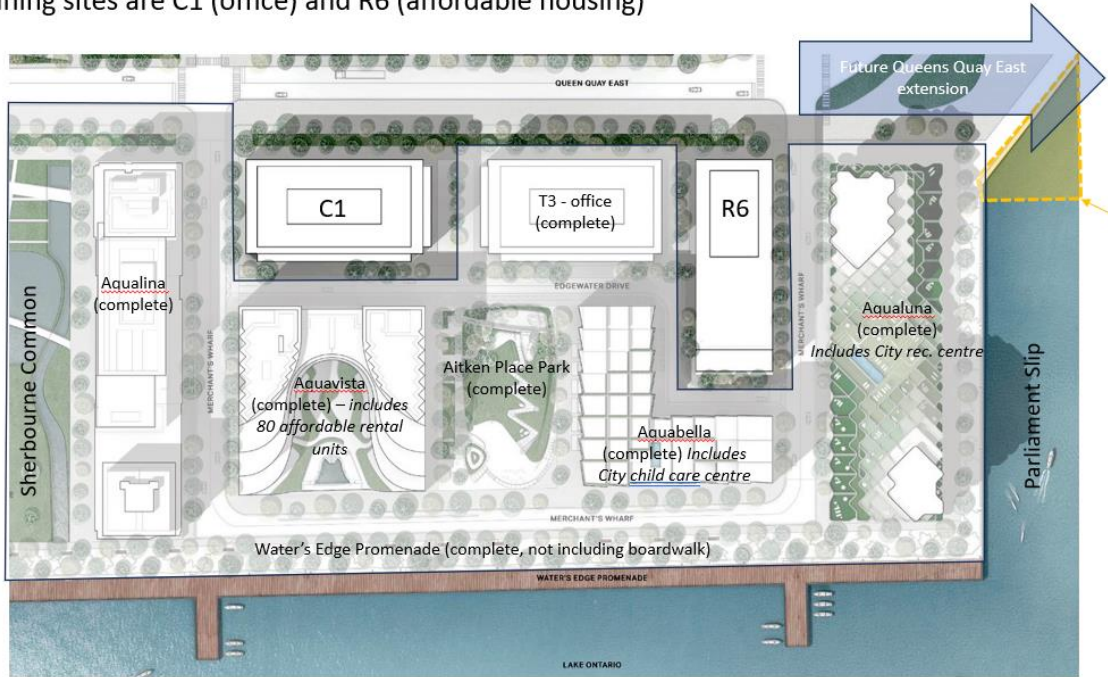 ning sites are C1 (office) and R6 (affordable housing)
Future Queens Quay East
extension
QUEEN QUAY EAST
C1
T3 - office
(complete)
R6
Aqualina
(complete)
EDGEWATER DRIVE
MERCHANT'S WHARF
Aqualuna
(complete)
Includes City rec. centre
Sherbourne Common
MERCHANT'S WHARF
Aquavista
(complete) – includes
80 affordable rental
units
Aitken Place Park
(complete)
Aquabella
(complete) Includes
City child care centre
Parliament Slip
MERCHANT'S WHARF
Water's Edge Promenade (complete, not including boardwalk)
WATER'S EDGE PROMENADE
LAKE ONTARIO